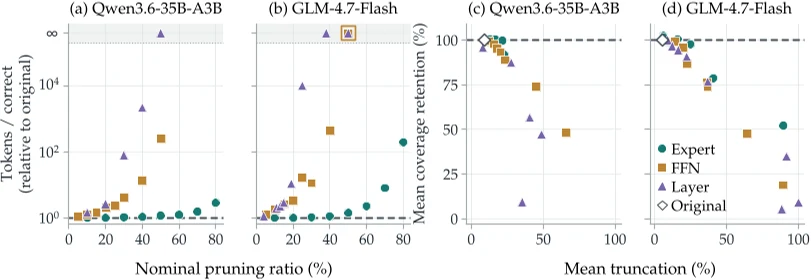 (a) Qwen3.6-35B-A3B
(b) GLM-4.7-Flash
(c) Qwen3.6-35B-A3B
(d) GLM-4.7-Flash
Tokens / correct
(relative to original)
∞
10⁴
10²
10⁰
0 20 40 60 80
0 20 40 60 80
Nominal pruning ratio (%)
Mean coverage retention (%)
100
75
50
25
0
0 50 100
0 50 100
Mean truncation (%)
Expert
FFN
Layer
Original